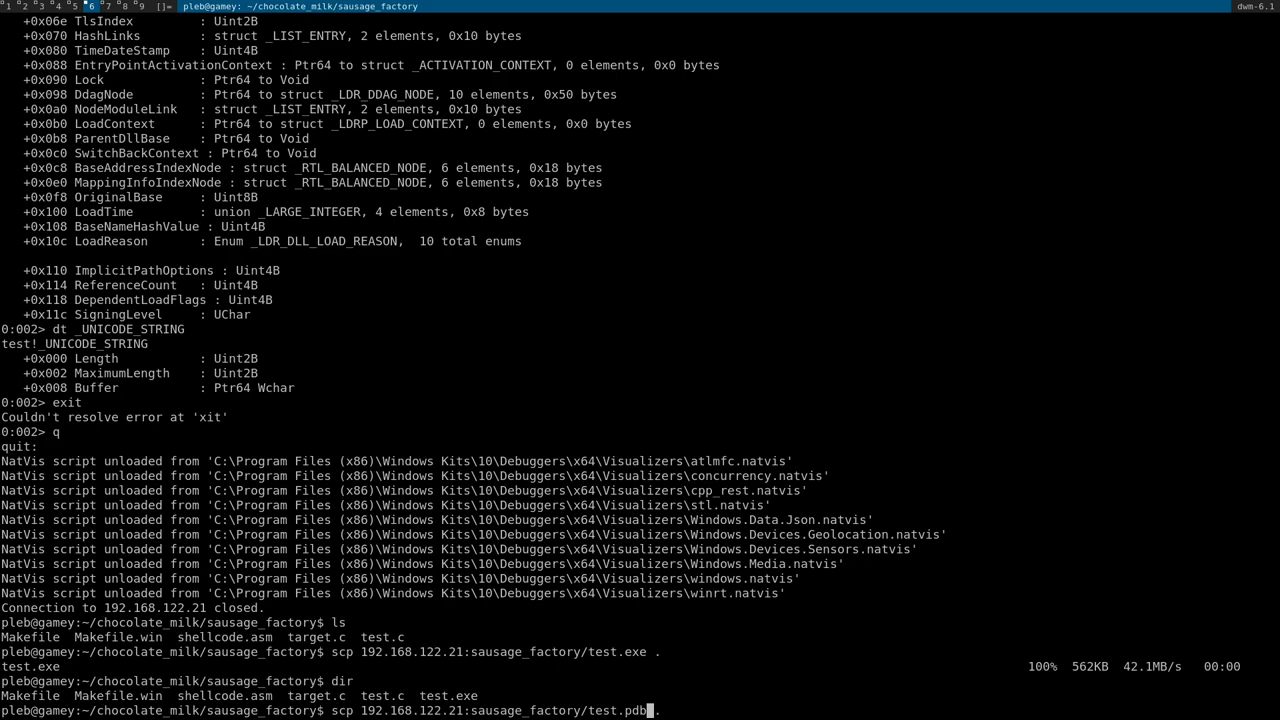 1 2 3 4 5 6 7 8 9 []= pleb@gamey: ~/chocolate_milk/sausage_factory dwm-6.1
+0x06e TlsIndex : Uint2B
+0x070 HashLinks : struct _LIST_ENTRY, 2 elements, 0x10 bytes
+0x080 TimeDateStamp : Uint4B
+0x088 EntryPointActivationContext : Ptr64 to struct _ACTIVATION_CONTEXT, 0 elements, 0x0 bytes
+0x090 Lock : Ptr64 to Void
+0x098 DdagNode : Ptr64 to struct _LDR_DDAG_NODE, 10 elements, 0x50 bytes
+0x0a0 NodeModuleLink : struct _LIST_ENTRY, 2 elements, 0x10 bytes
+0x0b0 LoadContext : Ptr64 to struct _LDRP_LOAD_CONTEXT, 0 elements, 0x0 bytes
+0x0b8 ParentDllBase : Ptr64 to Void
+0x0c0 SwitchBackContext : Ptr64 to Void
+0x0c8 BaseAddressIndexNode : struct _RTL_BALANCED_NODE, 6 elements, 0x18 bytes
+0x0e0 MappingInfoIndexNode : struct _RTL_BALANCED_NODE, 6 elements, 0x18 bytes
+0x0f8 OriginalBase : Uint8B
+0x100 LoadTime : union _LARGE_INTEGER, 4 elements, 0x8 bytes
+0x108 BaseNameHashValue : Uint4B
+0x10c LoadReason : Enum _LDR_DLL_LOAD_REASON, 10 total enums
+0x110 ImplicitPathOptions : Uint4B
+0x114 ReferenceCount : Uint4B
+0x118 DependentLoadFlags : Uint4B
+0x11c SigningLevel : UChar
0:002> dt _UNICODE_STRING
test!_UNICODE_STRING
+0x000 Length : Uint2B
+0x002 MaximumLength : Uint2B
+0x008 Buffer : Ptr64 Wchar
0:002> exit
Couldn't resolve error at 'xit'
0:002> q
quit:
NatVis script unloaded from 'C:\Program Files (x86)\Windows Kits\10\Debuggers\x64\Visualizers\atlmfc.natvis'
NatVis script unloaded from 'C:\Program Files (x86)\Windows Kits\10\Debuggers\x64\Visualizers\concurrency.natvis'
NatVis script unloaded from 'C:\Program Files (x86)\Windows Kits\10\Debuggers\x64\Visualizers\cpp_rest.natvis'
NatVis script unloaded from 'C:\Program Files (x86)\Windows Kits\10\Debuggers\x64\Visualizers\stl.natvis'
NatVis script unloaded from 'C:\Program Files (x86)\Windows Kits\10\Debuggers\x64\Visualizers\Windows.Data.Json.natvis'
NatVis script unloaded from 'C:\Program Files (x86)\Windows Kits\10\Debuggers\x64\Visualizers\Windows.Devices.Geolocation.natvis'
NatVis script unloaded from 'C:\Program Files (x86)\Windows Kits\10\Debuggers\x64\Visualizers\Windows.Devices.Sensors.natvis'
NatVis script unloaded from 'C:\Program Files (x86)\Windows Kits\10\Debuggers\x64\Visualizers\Windows.Media.natvis'
NatVis script unloaded from 'C:\Program Files (x86)\Windows Kits\10\Debuggers\x64\Visualizers\windows.natvis'
NatVis script unloaded from 'C:\Program Files (x86)\Windows Kits\10\Debuggers\x64\Visualizers\winrt.natvis'
Connection to 192.168.122.21 closed.
pleb@gamey:~/chocolate_milk/sausage_factory$ ls
Makefile Makefile.win shellcode.asm target.c test.c
pleb@gamey:~/chocolate_milk/sausage_factory$ scp 192.168.122.21:sausage_factory/test.exe .
test.exe 100% 562KB 42.1MB/s 00:00
pleb@gamey:~/chocolate_milk/sausage_factory$ dir
Makefile Makefile.win shellcode.asm target.c test.c test.exe
pleb@gamey:~/chocolate_milk/sausage_factory$ scp 192.168.122.21:sausage_factory/test.pdb .